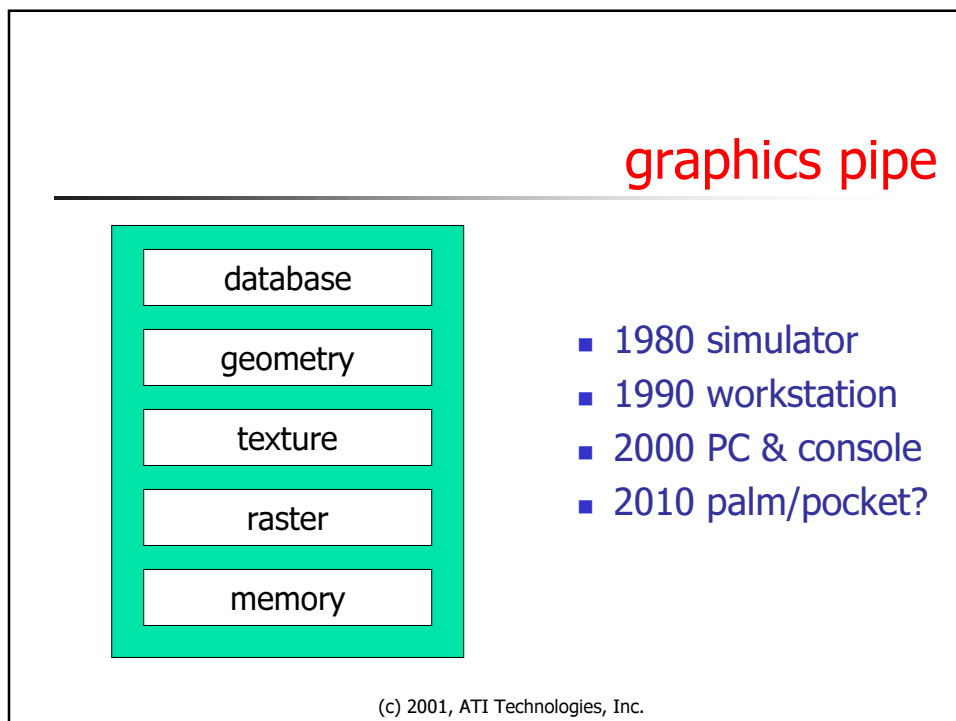 graphics pipe
database
geometry
texture
raster
memory
1980 simulator
1990 workstation
2000 PC & console
2010 palm/pocket?
(c) 2001, ATI Technologies, Inc.